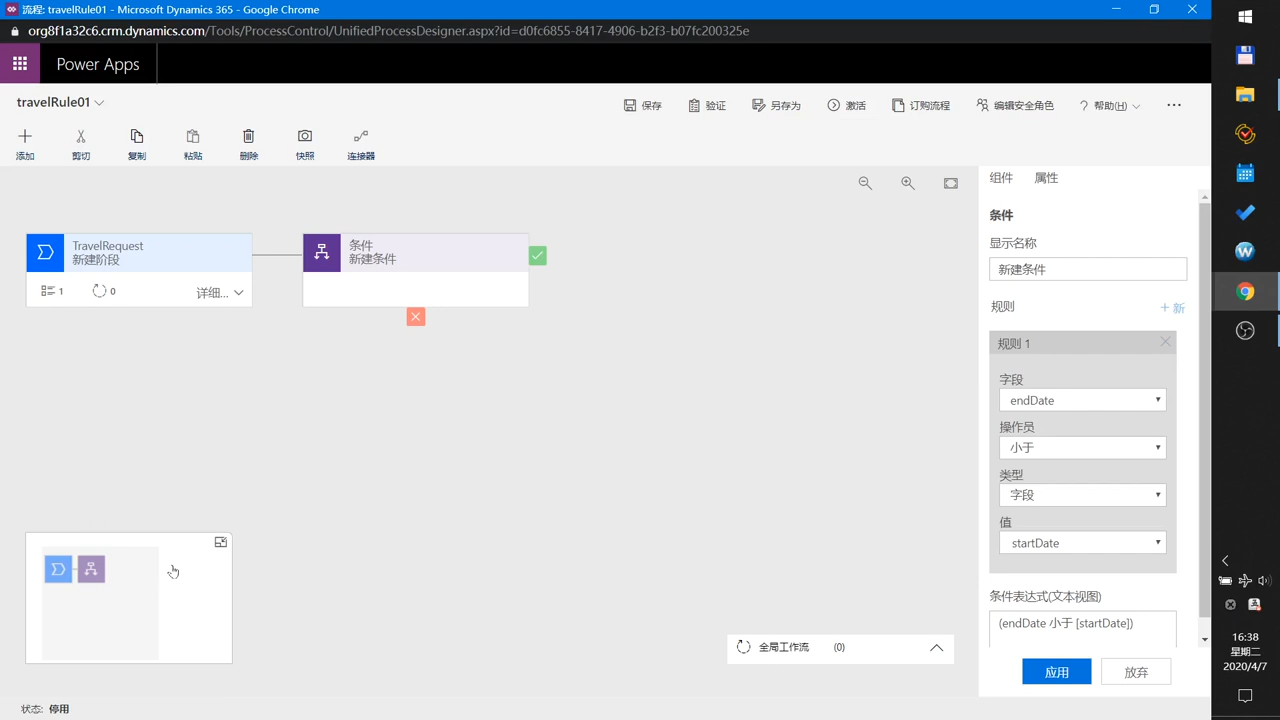 流程: travelRule01 - Microsoft Dynamics 365 - Google Chrome
org8f1a32c6.crm.dynamics.com/Tools/ProcessControl/UnifiedProcessDesigner.aspx?id=d0fc6855-8417-4906-b2f3-b07fc200325e
Power Apps
travelRule01
保存
验证
另存为
激活
订购流程
编辑安全角色
? 帮助(H)
添加
剪切
复制
粘贴
删除
快照
连接器
TravelRequest
新建阶段
1
0
详细...
条件
新建条件
全局工作流 (0)
组件
属性
条件
显示名称
新建条件
规则
+ 新
规则 1
字段
endDate
操作员
小于
类型
字段
值
startDate
条件表达式(文本视图)
(endDate 小于 [startDate])
应用
放弃
状态: 停用
16:38
星期二
2020/4/7